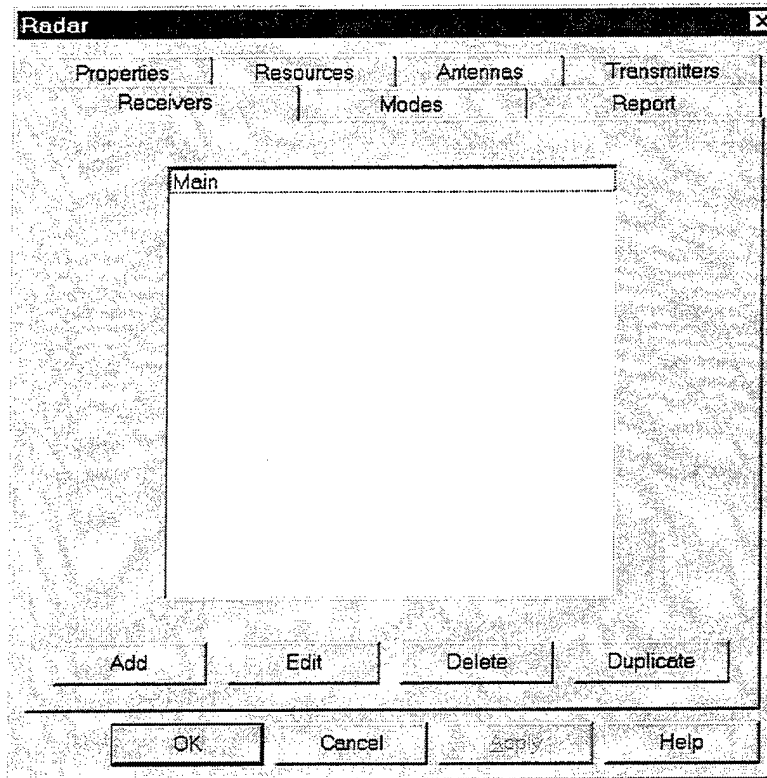 Radar
Properties Resources Antennas Transmitters
Receivers Modes Report
Main
Add Edit Delete Duplicate
OK Cancel Apply Help